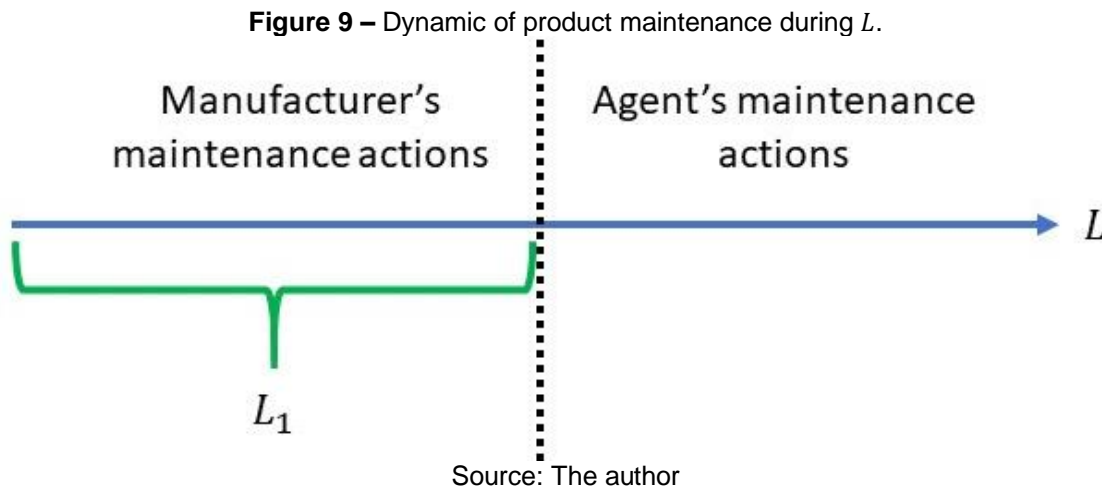 Figure 9 – Dynamic of product maintenance during L.
Manufacturer’s
maintenance actions
Agent’s maintenance
actions
L
L₁
Source: The author